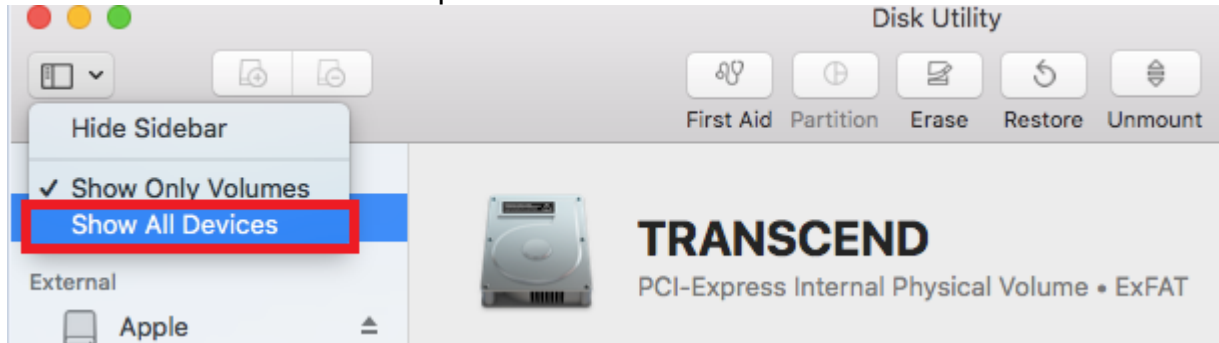 Disk Utility
First Aid Partition Erase Restore Unmount
Hide Sidebar
✓ Show Only Volumes
Show All Devices
TRANSCEND
PCI-Express Internal Physical Volume • ExFAT
External
Apple